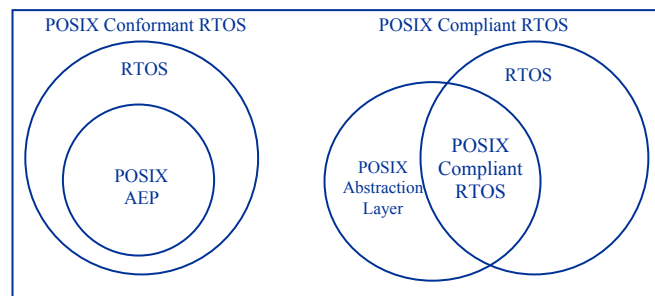 POSIX Conformant RTOS
RTOS
POSIX
AEP
POSIX Compliant RTOS
RTOS
POSIX
Abstraction
Layer
POSIX
Compliant
RTOS